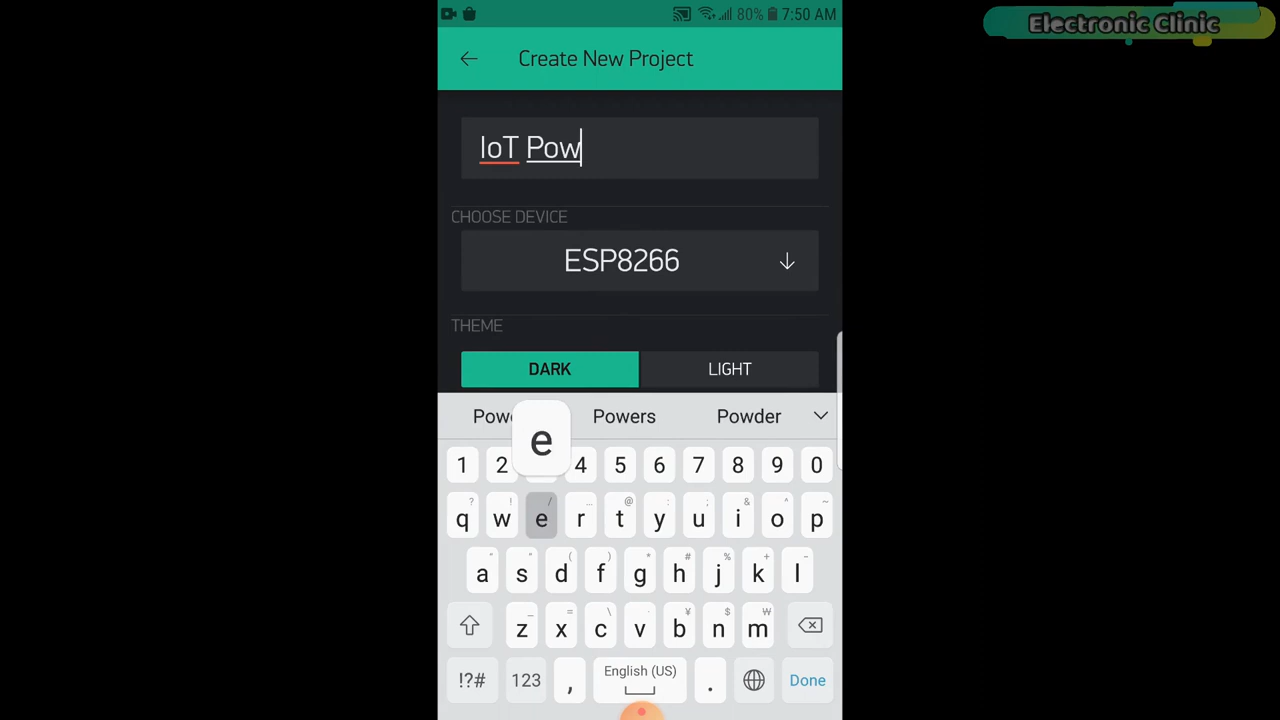 80% 7:50 AM
Electronic Clinic
Create New Project
IoT Pow
CHOOSE DEVICE
ESP8266
THEME
DARK LIGHT
Powe Powers Powder
e
1 2 4 5 6 7 8 9 0
q w e r t y u i o p
a s d f g h j k l
z x c v b n m
!?# 123 , English (US) . Done